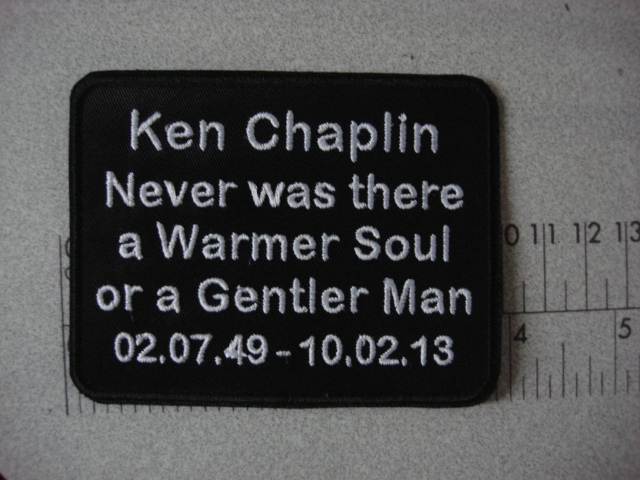 Ken Chaplin
Never was there
a Warmer Soul
or a Gentler Man
02.07.49 - 10.02.13
0 11 12 13
4 5